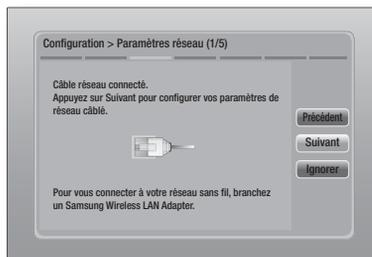 Configuration > Paramètres réseau (1/5)
Câble réseau connecté.
Appuyez sur Suivant pour configurer vos paramètres de
réseau câblé.
Précédent
Suivant
Ignorer
Pour vous connecter à votre réseau sans fil, branchez
un Samsung Wireless LAN Adapter.